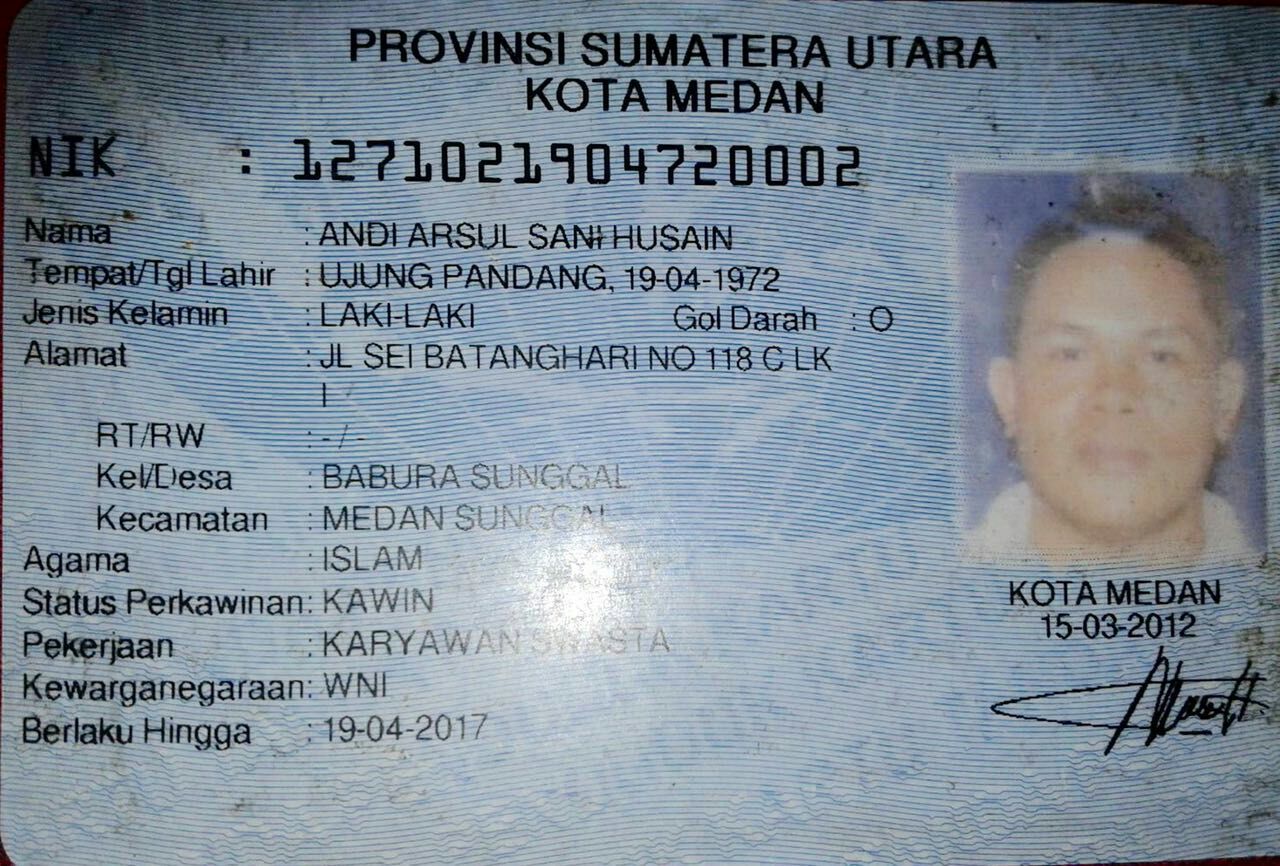 PROVINSI SUMATERA UTARA
KOTA MEDAN
NIK : 1271021904720002
Nama : ANDI ARSUL SANI HUSAIN
Tempat/Tgl Lahir : UJUNG PANDANG, 19-04-1972
Jenis Kelamin : LAKI-LAKI Gol Darah : O
Alamat : JL SEI BATANGHARI NO 118 C LK
I
RT/RW : - / -
Kel/Desa : BABURA SUNGGAL
Kecamatan : MEDAN SUNGGAL
Agama : ISLAM
Status Perkawinan: KAWIN
Pekerjaan : KARYAWAN SWASTA
Kewarganegaraan: WNI
Berlaku Hingga : 19-04-2017
KOTA MEDAN
15-03-2012